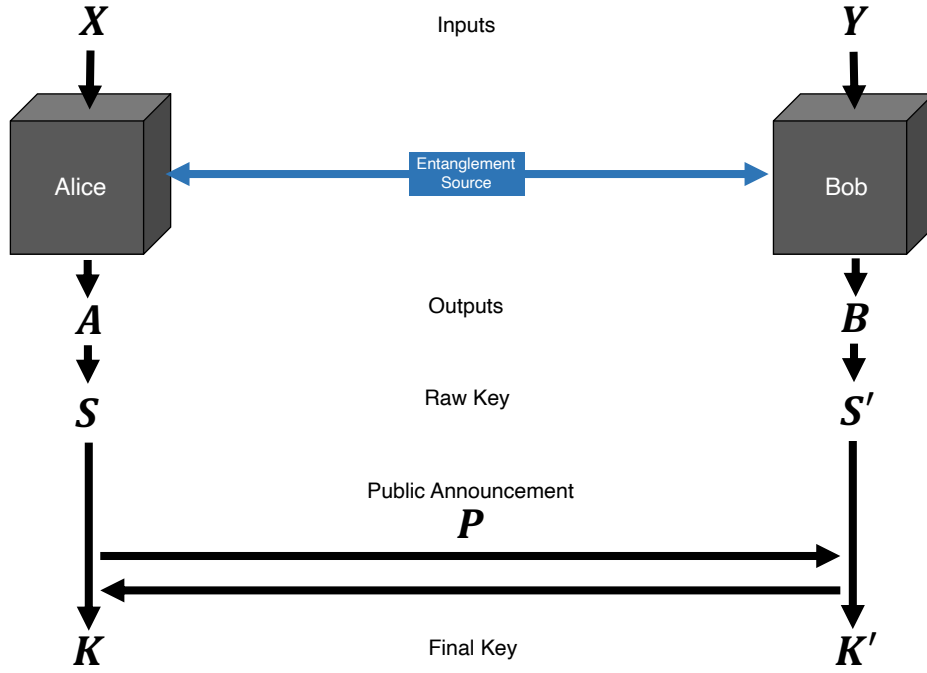 X Inputs Y
Entanglement
Source
Alice Bob
A Outputs B
S Raw Key S′
Public Announcement
P
K Final Key K′